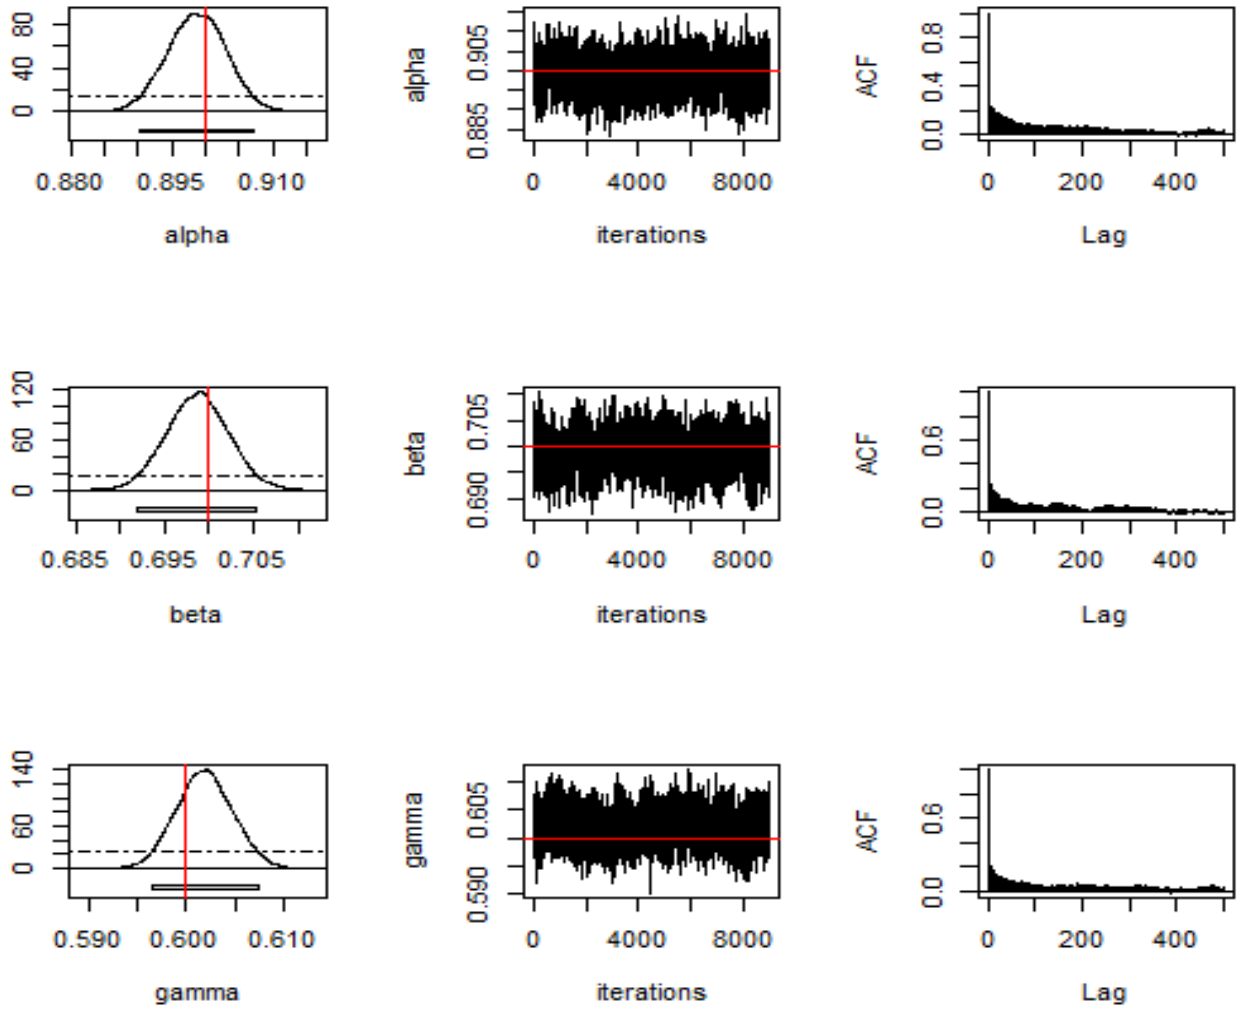 0 40 80
0.880 0.895 0.910
alpha
alpha
0.885 0.905
0 4000 8000
iterations
ACF
0.0 0.4 0.8
0 200 400
Lag
0 60 120
0.685 0.695 0.705
beta
beta
0.690 0.705
0 4000 8000
iterations
ACF
0.0 0.6
0 200 400
Lag
0 60 140
0.590 0.600 0.610
gamma
gamma
0.590 0.605
0 4000 8000
iterations
ACF
0.0 0.6
0 200 400
Lag